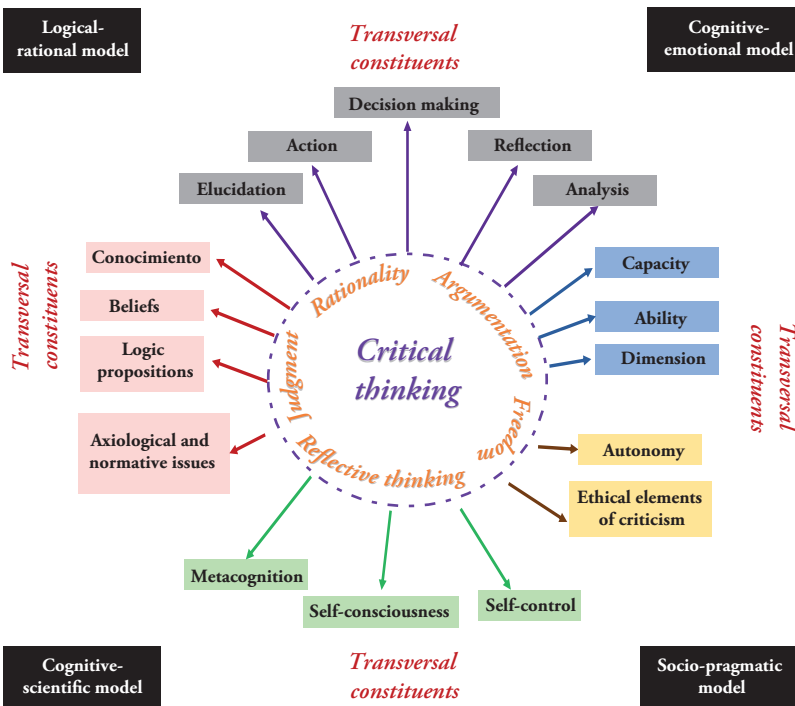 Logical-
rational model
Transversal
constituents
Cognitive-
emotional model
Decision making
Action
Reflection
Elucidation
Analysis
Conocimiento
Beliefs
Logic
propositions
Axiological and
normative issues
Transversal
constituents
Rationality
Argumentation
Judgment
Freedom
Reflective thinking
Critical
thinking
Capacity
Ability
Dimension
Transversal
constituents
Autonomy
Ethical elements
of criticism
Metacognition
Self-consciousness
Self-control
Cognitive-
scientific model
Transversal
constituents
Socio-pragmatic
model